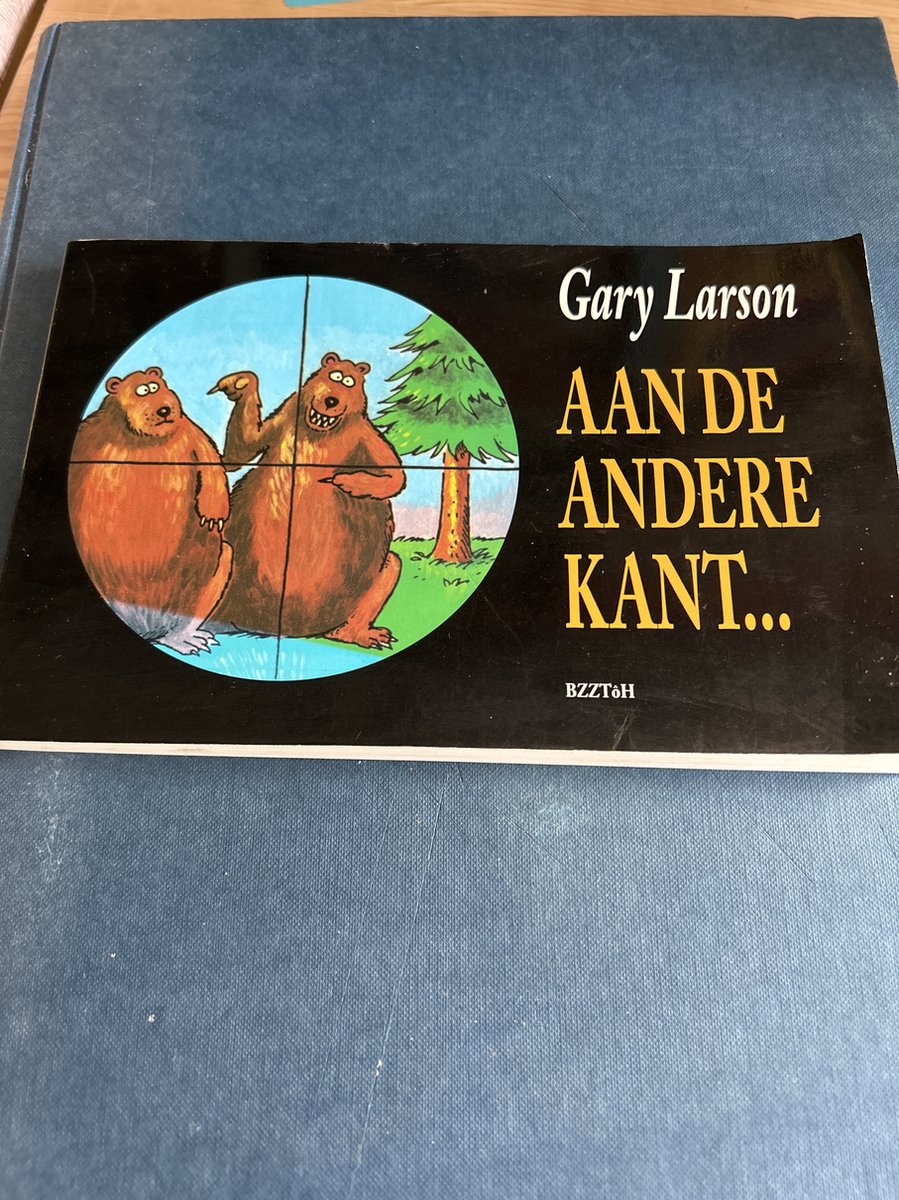 Gary Larson
AAN DE
ANDERE
KANT...
BZZTôH